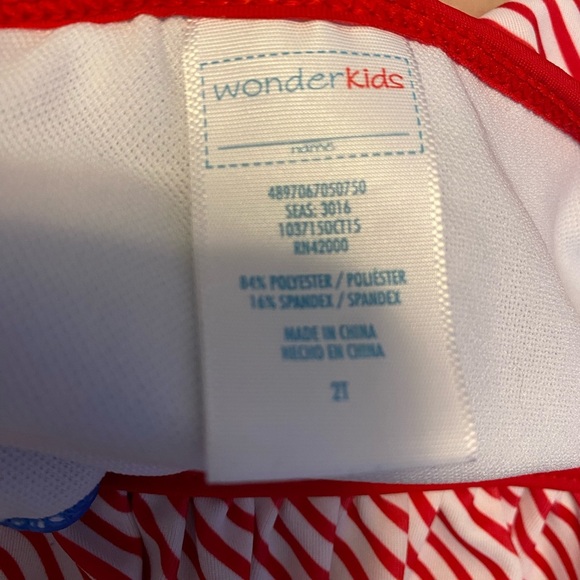 wonderkids
name
4897067050750
SEAS: 3016
103715OCT15
RN42000
84% POLYESTER / POLIÉSTER
16% SPANDEX / SPANDEX
MADE IN CHINA
HECHO EN CHINA
2T